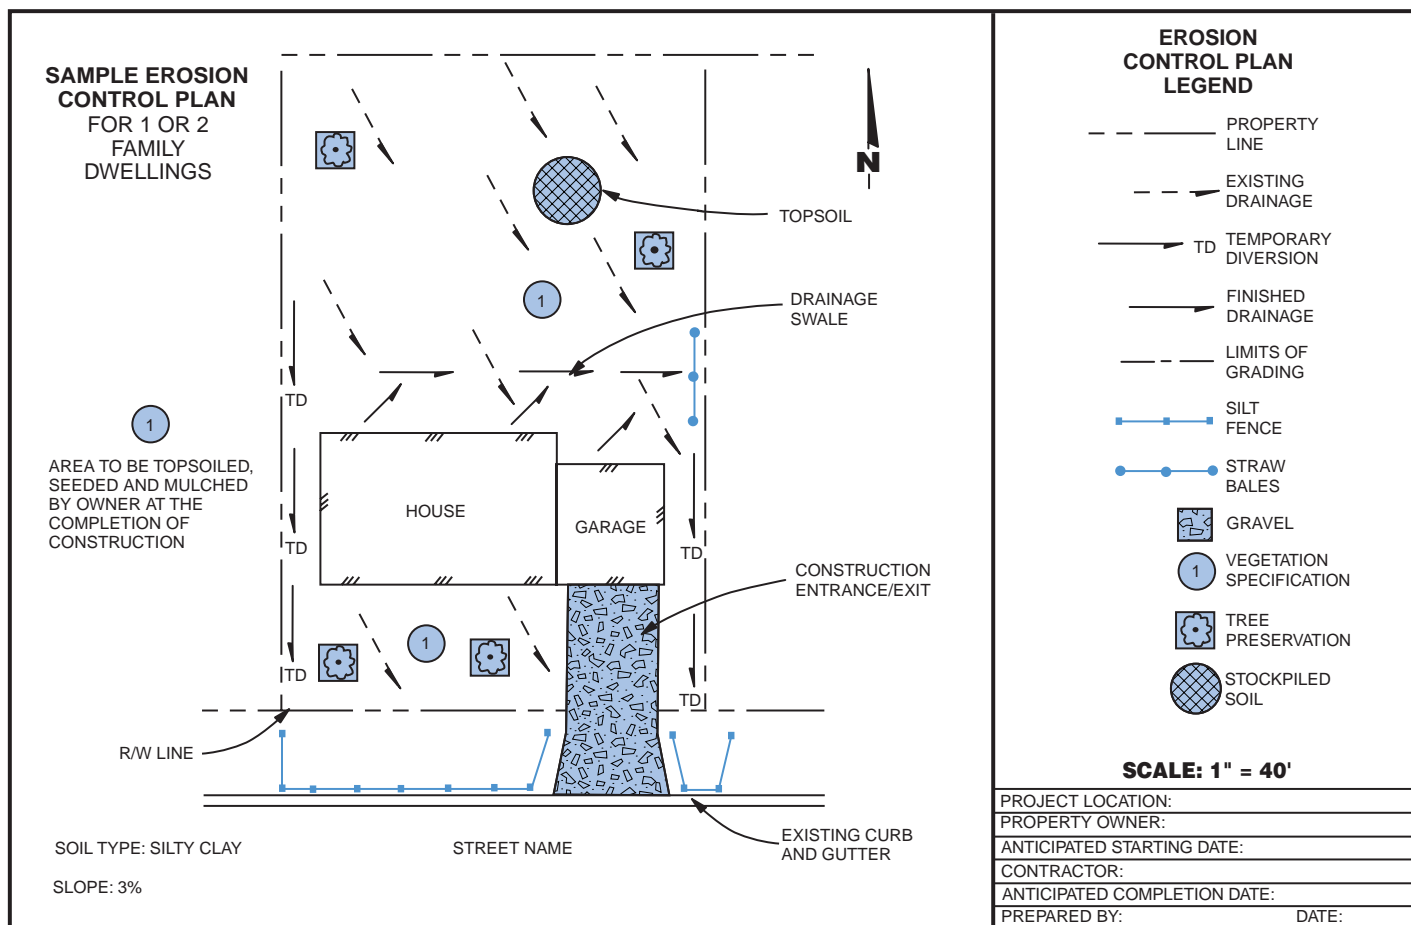 SAMPLE EROSION
CONTROL PLAN
FOR 1 OR 2
FAMILY
DWELLINGS
N
TOPSOIL
1
DRAINAGE
SWALE
TD
1
AREA TO BE TOPSOILED,
SEEDED AND MULCHED
BY OWNER AT THE
COMPLETION OF
CONSTRUCTION
HOUSE
GARAGE
TD
TD
CONSTRUCTION
ENTRANCE/EXIT
1
TD
TD
R/W LINE
EXISTING CURB
AND GUTTER
SOIL TYPE: SILTY CLAY
STREET NAME
SLOPE: 3%
EROSION
CONTROL PLAN
LEGEND
PROPERTY
LINE
EXISTING
DRAINAGE
TD TEMPORARY
DIVERSION
FINISHED
DRAINAGE
LIMITS OF
GRADING
SILT
FENCE
STRAW
BALES
GRAVEL
1 VEGETATION
SPECIFICATION
TREE
PRESERVATION
STOCKPILED
SOIL
SCALE: 1" = 40'
PROJECT LOCATION:
PROPERTY OWNER:
ANTICIPATED STARTING DATE:
CONTRACTOR:
ANTICIPATED COMPLETION DATE:
PREPARED BY: DATE: